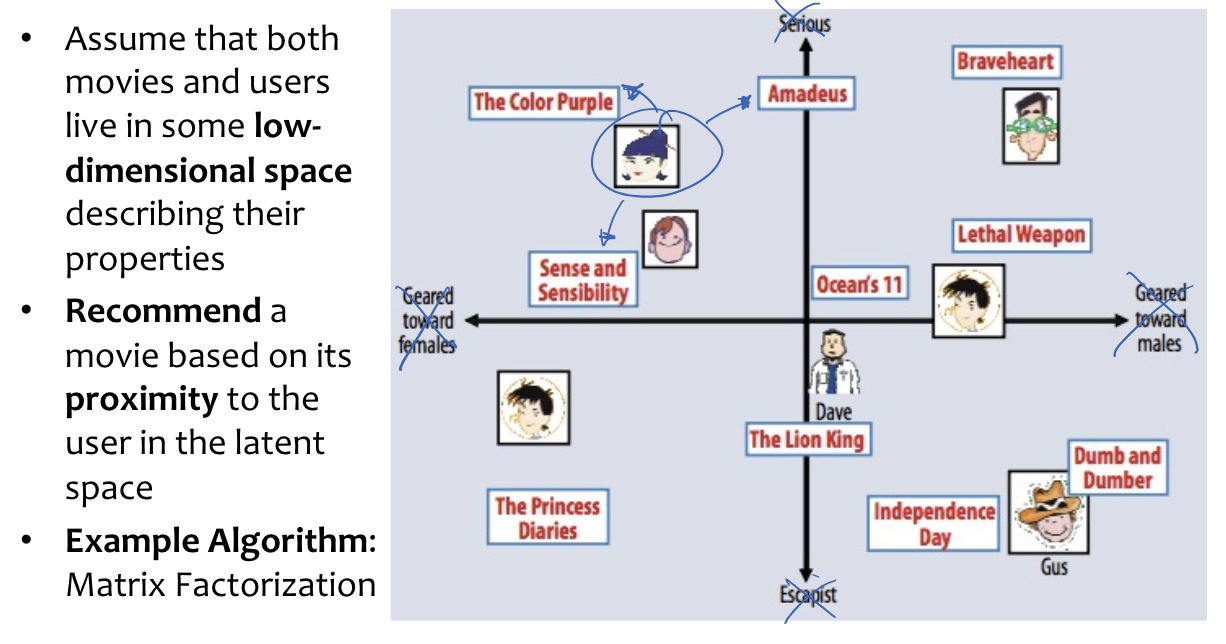 • Assume that both
movies and users
live in some low-
dimensional space
describing their
properties
• Recommend a
movie based on its
proximity to the
user in the latent
space
• Example Algorithm:
Matrix Factorization
Serious
Braveheart
The Color Purple
Amadeus
Lethal Weapon
Sense and
Sensibility
Ocean's 11
Geared
toward
females
Geared
toward
males
Dave
The Lion King
Dumb and
Dumber
The Princess
Diaries
Independence
Day
Gus
Escapist